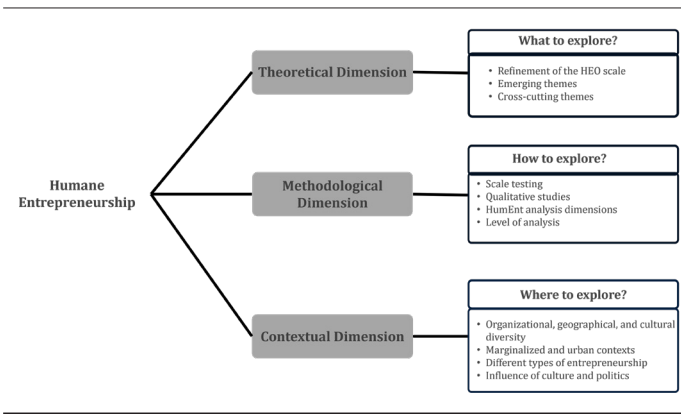 Humane
Entrepreneurship
Theoretical Dimension
What to explore?
• Refinement of the HEO scale
• Emerging themes
• Cross-cutting themes
Methodological
Dimension
How to explore?
• Scale testing
• Qualitative studies
• HumEnt analysis dimensions
• Level of analysis
Contextual Dimension
Where to explore?
• Organizational, geographical, and cultural
diversity
• Marginalized and urban contexts
• Different types of entrepreneurship
• Influence of culture and politics